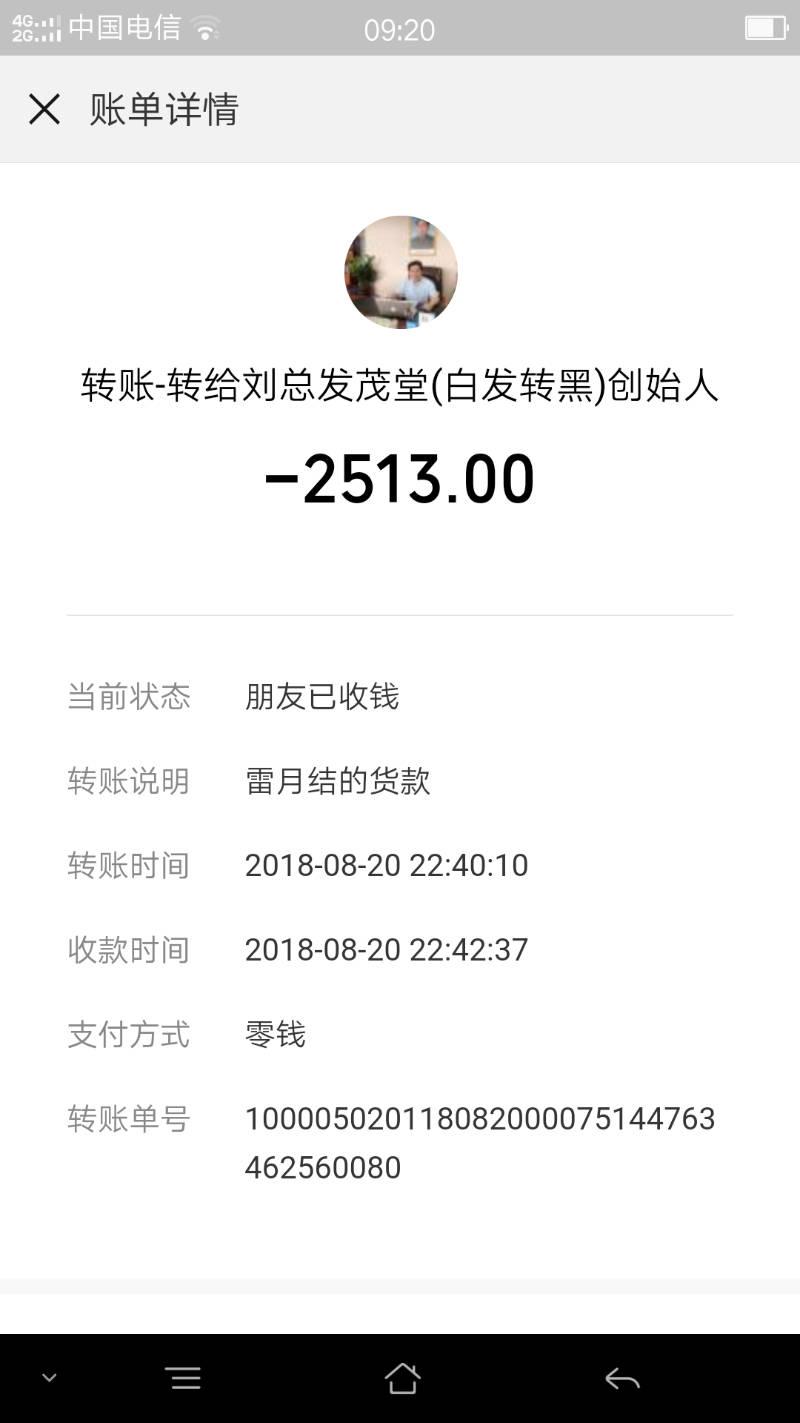 4G 中国电信 09:20
2G
账单详情
转账-转给刘总发茂堂(白发转黑)创始人
-2513.00
当前状态 朋友已收钱
转账说明 雷月结的货款
转账时间 2018-08-20 22:40:10
收款时间 2018-08-20 22:42:37
支付方式 零钱
转账单号 100005020118082000075144763
462560080